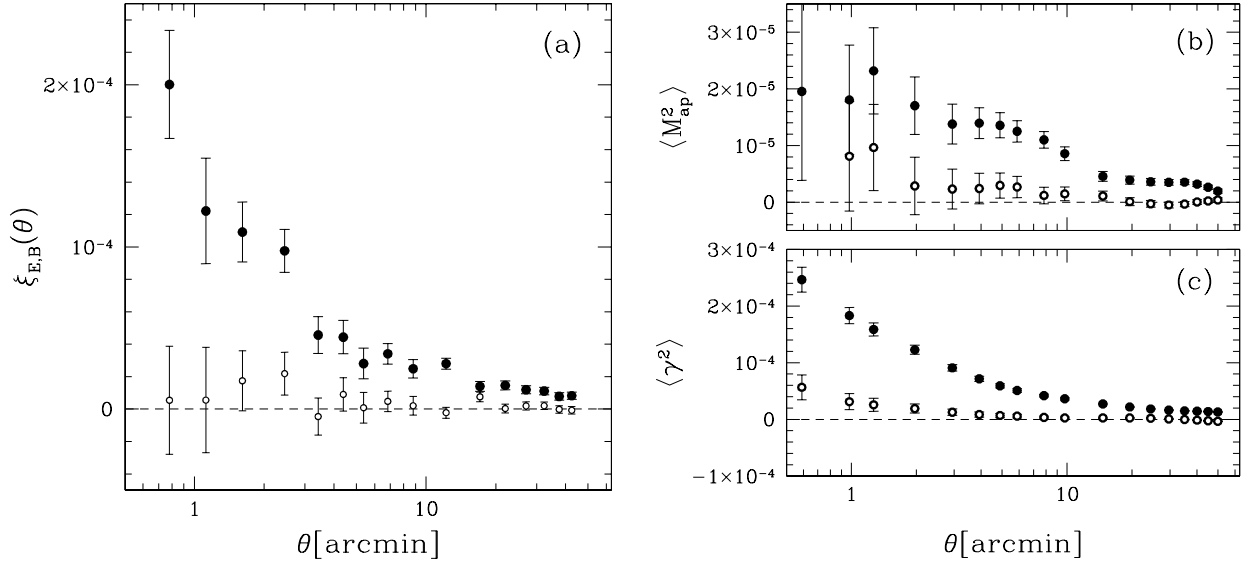 (a)
2×10⁻⁴
10⁻⁴
0
ξE,B(θ)
1
10
θ[arcmin]
(b)
3×10⁻⁵
2×10⁻⁵
10⁻⁵
0
⟨M²ap⟩
(c)
3×10⁻⁴
2×10⁻⁴
10⁻⁴
0
−1×10⁻⁴
⟨γ²⟩
1
10
θ[arcmin]